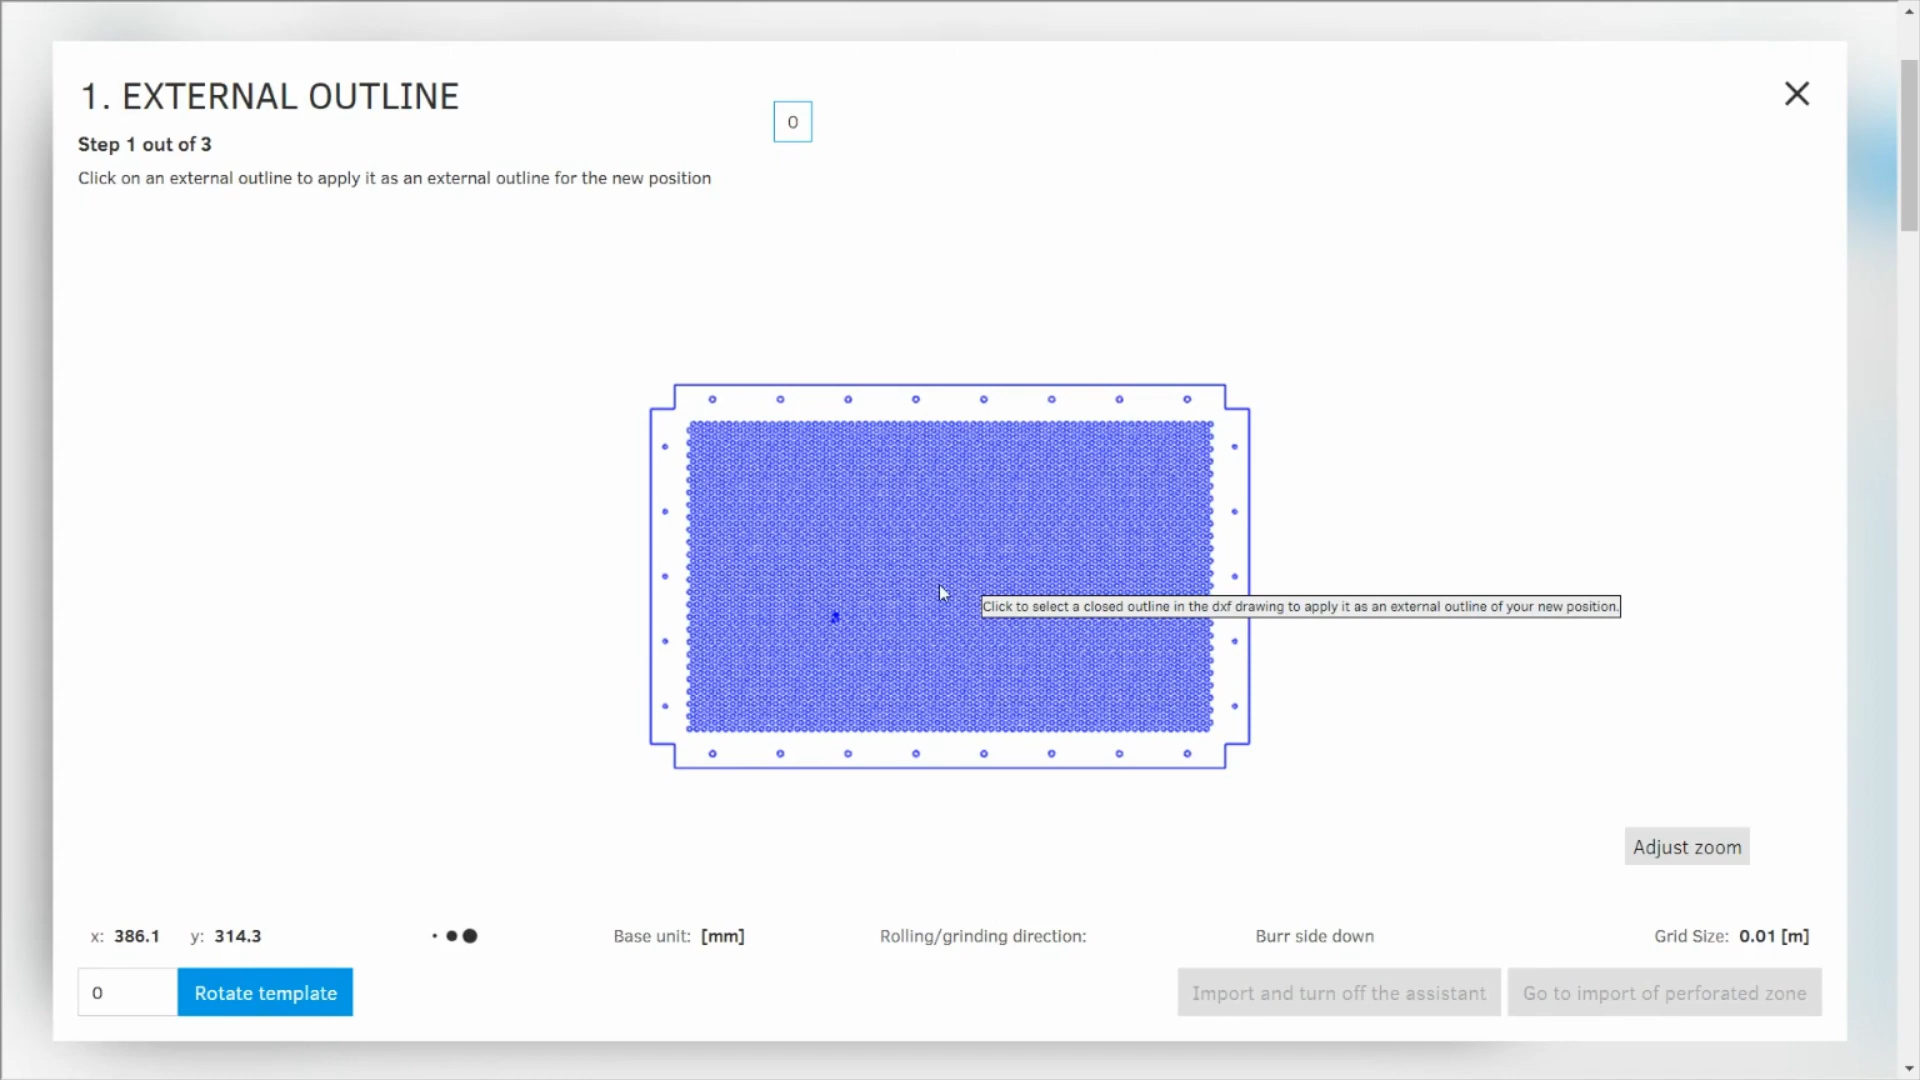 1. EXTERNAL OUTLINE
0
Step 1 out of 3
Click on an external outline to apply it as an external outline for the new position
Click to select a closed outline in the dxf drawing to apply it as an external outline of your new position.
Adjust zoom
x: 386.1 y: 314.3 Base unit: [mm] Rolling/grinding direction: Burr side down Grid Size: 0.01 [m]
0 Rotate template Import and turn off the assistant Go to import of perforated zone